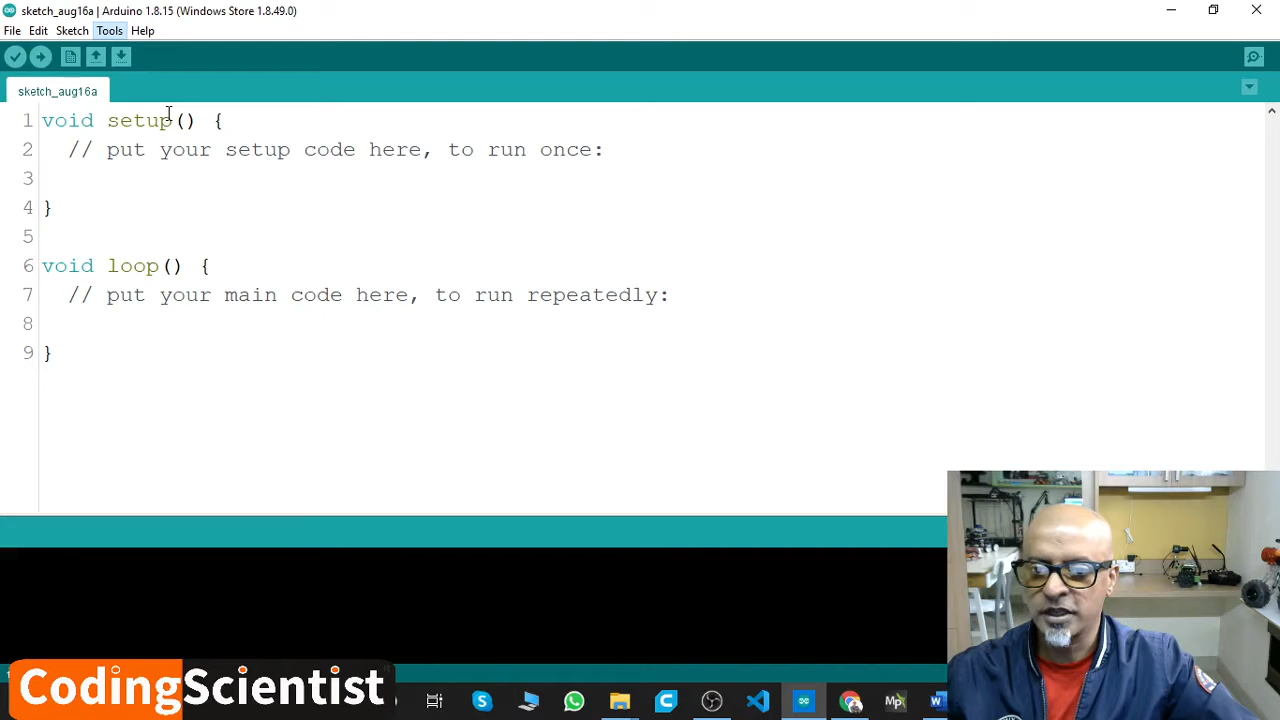 sketch_aug16a | Arduino 1.8.15 (Windows Store 1.8.49.0)
File Edit Sketch Tools Help
sketch_aug16a
1 void setup() {
2 // put your setup code here, to run once:
3
4 }
5
6 void loop() {
7 // put your main code here, to run repeatedly:
8
9 }
CodingScientist